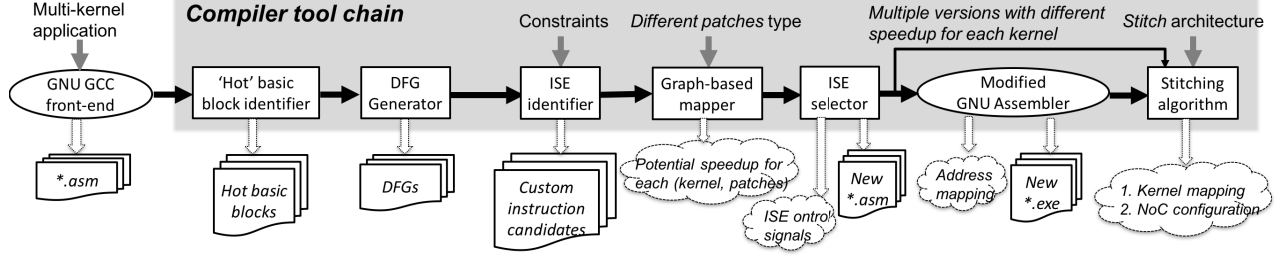 Multi-kernel
application
Compiler tool chain
Constraints
Different patches type
Multiple versions with different
speedup for each kernel
Stitch architecture
GNU GCC
front-end
'Hot' basic
block identifier
DFG
Generator
ISE
identifier
Graph-based
mapper
ISE
selector
Modified
GNU Assembler
Stitching
algorithm
*.asm
Hot basic
blocks
DFGs
Custom
instruction
candidates
Potential speedup for
each (kernel, patches)
ISE ontrol
signals
New
*.asm
Address
mapping
New
*.exe
1. Kernel mapping
2. NoC configuration